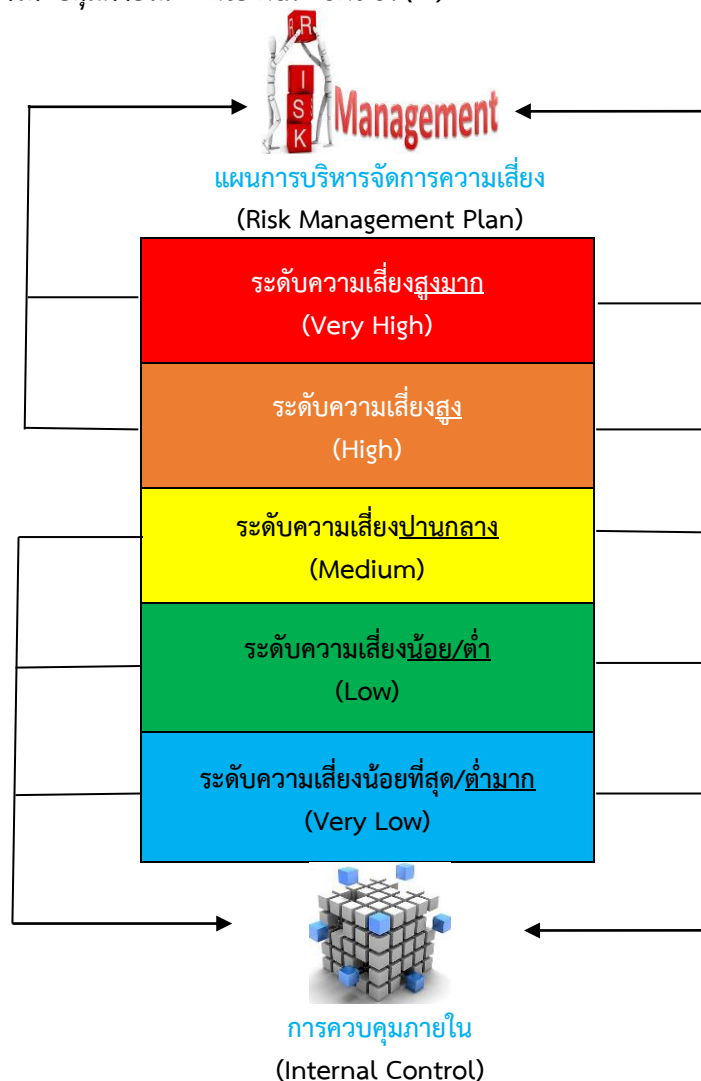 R R
I
S
K
Management
แผนการบริหารจัดการความเสี่ยง
(Risk Management Plan)
ระดับความเสี่ยงสูงมาก
(Very High)
ระดับความเสี่ยงสูง
(High)
ระดับความเสี่ยงปานกลาง
(Medium)
ระดับความเสี่ยงน้อย/ต่ำ
(Low)
ระดับความเสี่ยงน้อยที่สุด/ต่ำมาก
(Very Low)
การควบคุมภายใน
(Internal Control)